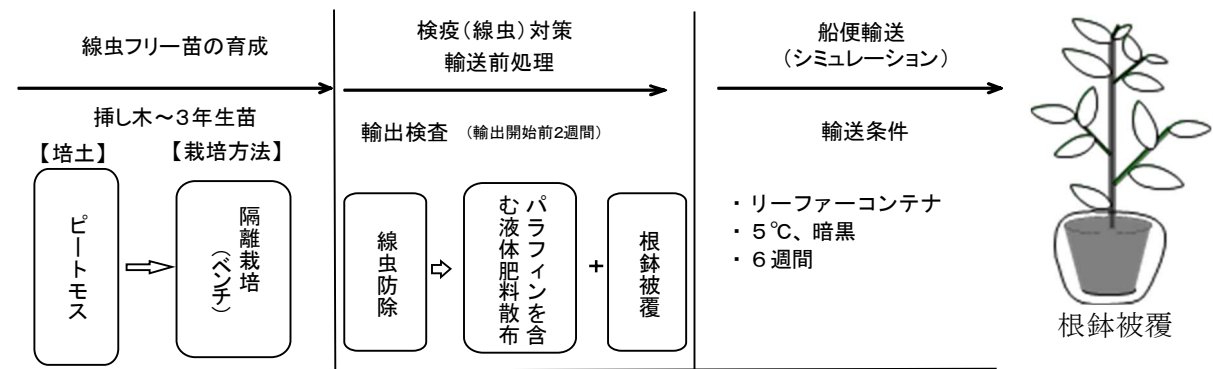 線虫フリー苗の育成
挿し木～３年生苗
【培土】
【栽培方法】
ピートモス
隔離栽培
（ベンチ）
検疫（線虫）対策
輸送前処理
輸出検査 （輸出開始前2週間）
線虫防除
パラフィンを含
む液体肥料散布
+
根鉢被覆
船便輸送
（シミュレーション）
輸送条件
・リーファーコンテナ
・５℃、暗黒
・６週間
根鉢被覆